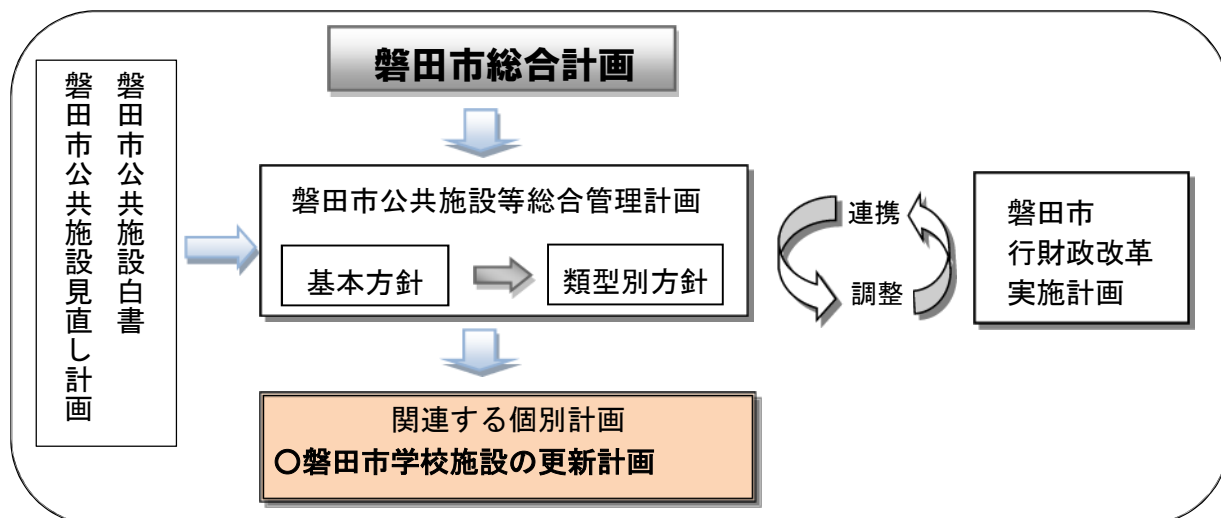 磐田市総合計画
磐田市公共施設白書
磐田市公共施設見直し計画
磐田市公共施設等総合管理計画
基本方針
類型別方針
連携
調整
磐田市
行財政改革
実施計画
関連する個別計画
〇磐田市学校施設の更新計画